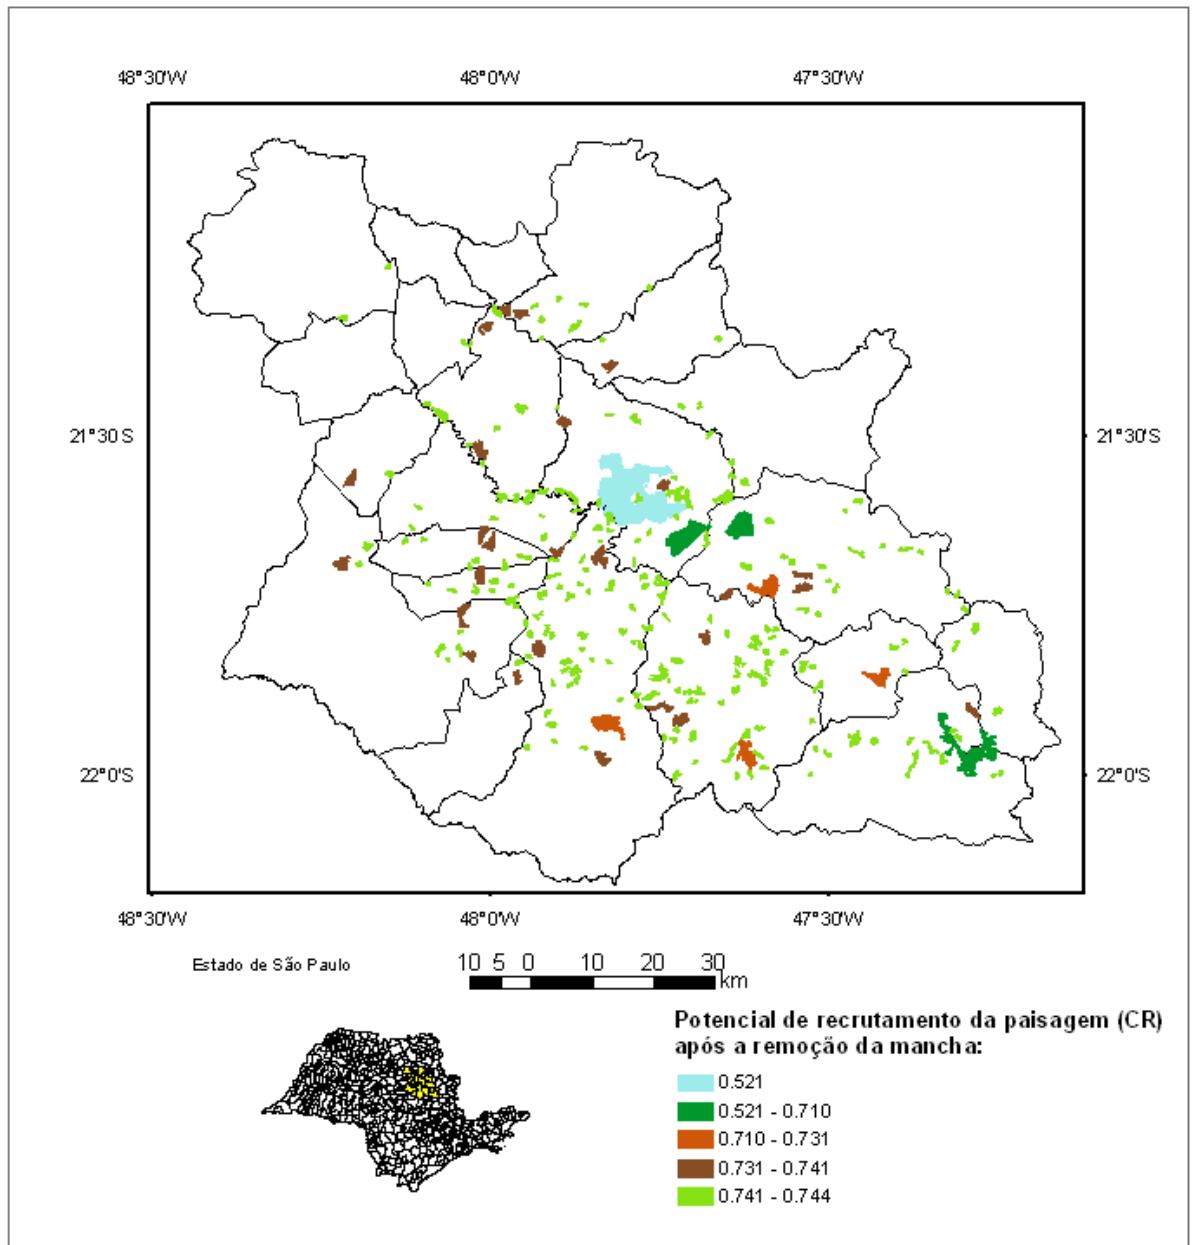 48°30'W 48°0'W 47°30'W
21°30'S 21°30'S
22°0'S 22°0'S
48°30'W 48°0'W 47°30'W
Estado de São Paulo
10 5 0 10 20 30
km
Potencial de recrutamento da paisagem (CR)
após a remoção da mancha:
0.521
0.521 - 0.710
0.710 - 0.731
0.731 - 0.741
0.741 - 0.744